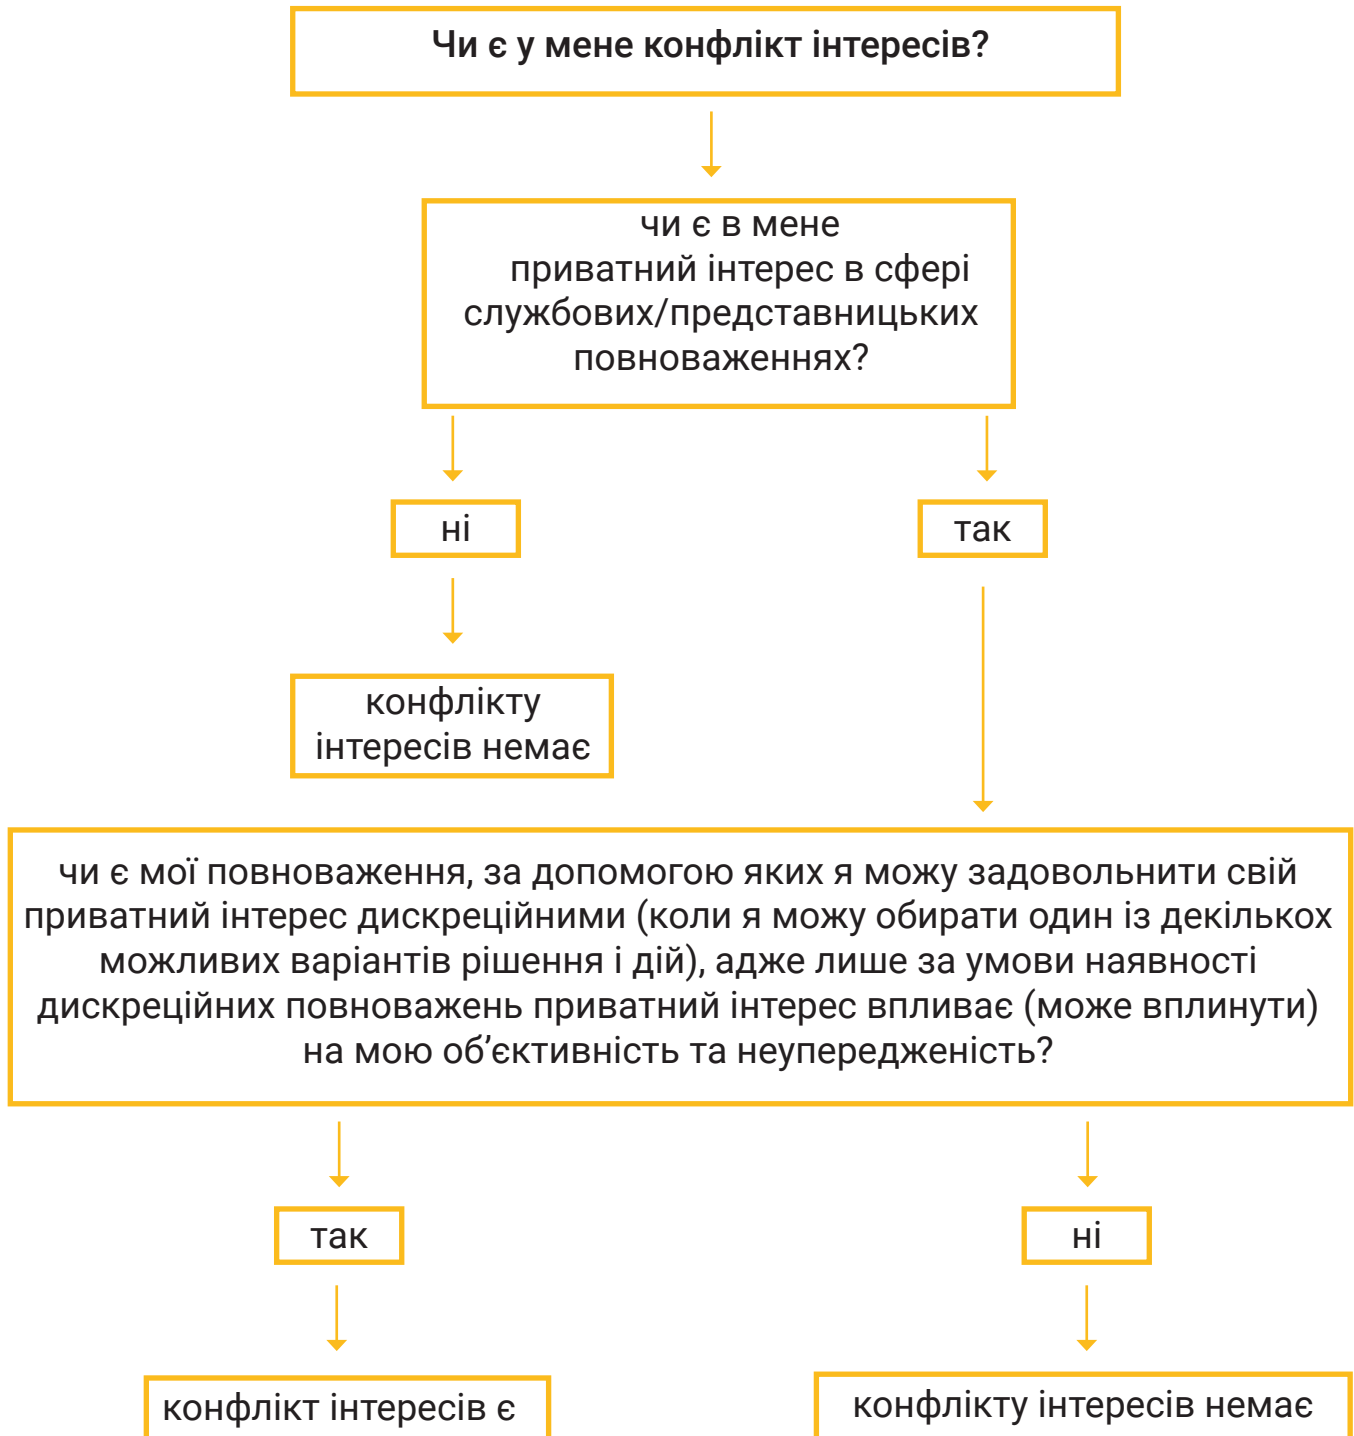 Чи є у мене конфлікт інтересів?
чи є в мене
приватний інтерес в сфері
службових/представницьких
повноваженнях?
ні
так
конфлікту
інтересів немає
чи є мої повноваження, за допомогою яких я можу задовольнити свій
приватний інтерес дискреційними (коли я можу обирати один із декількох
можливих варіантів рішення і дій), адже лише за умови наявності
дискреційних повноважень приватний інтерес впливає (може вплинути)
на мою об’єктивність та неупередженість?
так
ні
конфлікт інтересів є
конфлікту інтересів немає